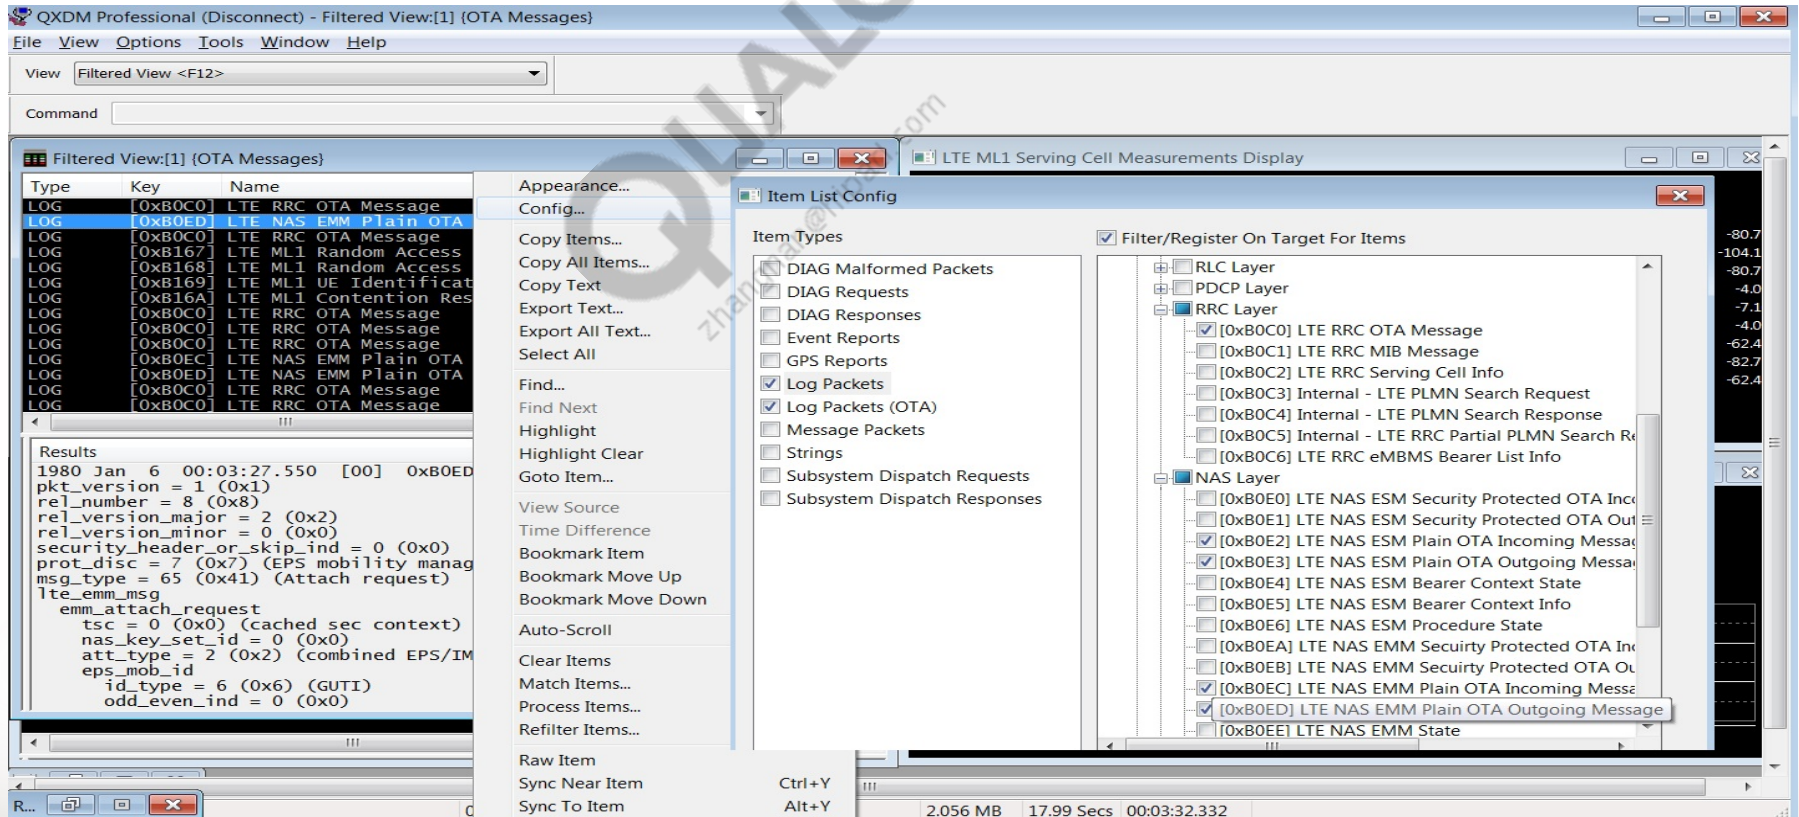 QXDM Professional (Disconnect) - Filtered View:[1] {OTA Messages}
File View Options Tools Window Help
View Filtered View <F12>
Command
Filtered View:[1] {OTA Messages}
Type Key Name
LOG [0xB0C0] LTE RRC OTA Message
LOG [0xB0ED] LTE NAS EMM Plain OTA
LOG [0xB0C0] LTE RRC OTA Message
LOG [0xB167] LTE ML1 Random Access
LOG [0xB168] LTE ML1 Random Access
LOG [0xB169] LTE ML1 UE Identificat
LOG [0xB16A] LTE ML1 Contention Res
LOG [0xB0C0] LTE RRC OTA Message
LOG [0xB0C0] LTE RRC OTA Message
LOG [0xB0C0] LTE RRC OTA Message
LOG [0xB0EC] LTE NAS EMM Plain OTA
LOG [0xB0ED] LTE NAS EMM Plain OTA
LOG [0xB0C0] LTE RRC OTA Message
LOG [0xB0C0] LTE RRC OTA Message
Results
1980 Jan 6 00:03:27.550 [00] 0xB0ED
pkt_version = 1 (0x1)
rel_number = 8 (0x8)
rel_version_major = 2 (0x2)
rel_version_minor = 0 (0x0)
security_header_or_skip_ind = 0 (0x0)
prot_disc = 7 (0x7) (EPS mobility manag
msg_type = 65 (0x41) (Attach request)
lte_emm_msg
emm_attach_request
tsc = 0 (0x0) (cached sec context)
nas_key_set_id = 0 (0x0)
att_type = 2 (0x2) (combined EPS/IM
eps_mob_id
id_type = 6 (0x6) (GUTI)
odd_even_ind = 0 (0x0)
R...
Appearance...
Config...
Copy Items...
Copy All Items...
Copy Text
Export Text...
Export All Text...
Select All
Find...
Find Next
Highlight
Highlight Clear
Goto Item...
View Source
Time Difference
Bookmark Item
Bookmark Move Up
Bookmark Move Down
Auto-Scroll
Clear Items
Match Items...
Process Items...
Refilter Items...
Raw Item
Sync Near Item Ctrl+Y
Sync To Item Alt+Y
LTE ML1 Serving Cell Measurements Display
Item List Config
Item Types
DIAG Malformed Packets
DIAG Requests
DIAG Responses
Event Reports
GPS Reports
Log Packets
Log Packets (OTA)
Message Packets
Strings
Subsystem Dispatch Requests
Subsystem Dispatch Responses
Filter/Register On Target For Items
RLC Layer
PDCP Layer
RRC Layer
[0xB0C0] LTE RRC OTA Message
[0xB0C1] LTE RRC MIB Message
[0xB0C2] LTE RRC Serving Cell Info
[0xB0C3] Internal - LTE PLMN Search Request
[0xB0C4] Internal - LTE PLMN Search Response
[0xB0C5] Internal - LTE RRC Partial PLMN Search Re
[0xB0C6] LTE RRC eMBMS Bearer List Info
NAS Layer
[0xB0E0] LTE NAS ESM Security Protected OTA Inc
[0xB0E1] LTE NAS ESM Security Protected OTA Out
[0xB0E2] LTE NAS ESM Plain OTA Incoming Messa
[0xB0E3] LTE NAS ESM Plain OTA Outgoing Messa
[0xB0E4] LTE NAS ESM Bearer Context State
[0xB0E5] LTE NAS ESM Bearer Context Info
[0xB0E6] LTE NAS ESM Procedure State
[0xB0EA] LTE NAS EMM Secuirty Protected OTA In
[0xB0EB] LTE NAS EMM Secuirty Protected OTA Ou
[0xB0EC] LTE NAS EMM Plain OTA Incoming Messa
[0xB0ED] LTE NAS EMM Plain OTA Outgoing Message
[0xB0EE] LTE NAS EMM State
-80.7
-104.1
-80.7
-4.0
-7.1
-4.0
-62.4
-82.7
-62.4
2.056 MB 17.99 Secs 00:03:32.332